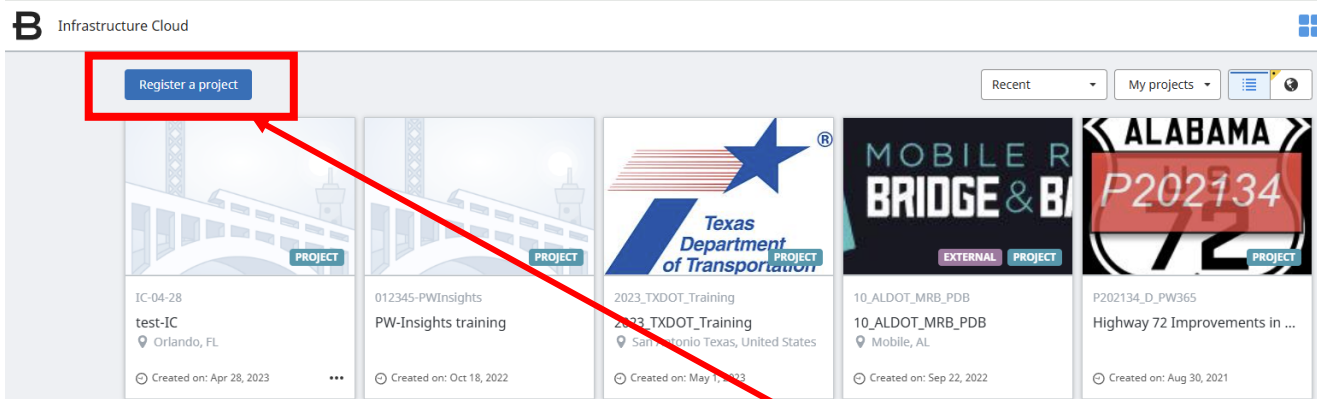 Infrastructure Cloud
Register a project
Recent
My projects
PROJECT
IC-04-28
test-IC
Orlando, FL
Created on: Apr 28, 2023
PROJECT
012345-PWInsights
PW-Insights training
Created on: Oct 18, 2022
®
Texas
Department
of Transportation
PROJECT
2023_TXDOT_Training
2023_TXDOT_Training
San Antonio Texas, United States
Created on: May 1, 2023
MOBILE R
BRIDGE & BA
EXTERNAL PROJECT
10_ALDOT_MRB_PDB
10_ALDOT_MRB_PDB
Mobile, AL
Created on: Sep 22, 2022
ALABAMA
U S
P202134
72
PROJECT
P202134_D_PW365
Highway 72 Improvements in ...
Created on: Aug 30, 2021